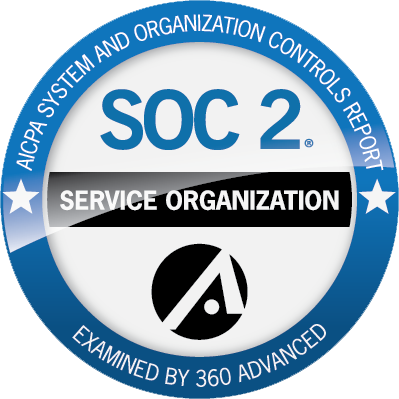 AICPA SYSTEM AND ORGANIZATION CONTROLS REPORT
SOC 2®
SERVICE ORGANIZATION
EXAMINED BY 360 ADVANCED